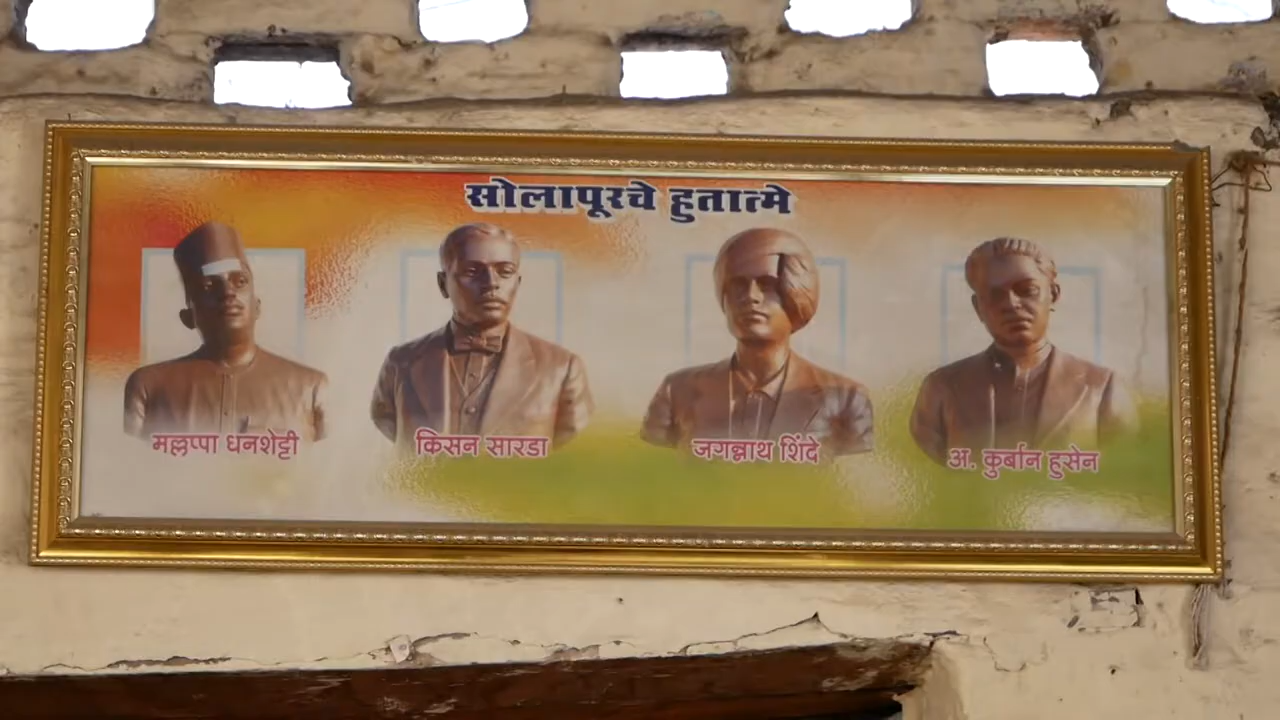 सोलापूरचे हुतात्मे
मल्लप्पा धनशेट्टी
किसन सारडा
जगन्नाथ शिंदे
अ. कुर्बान हुसेन